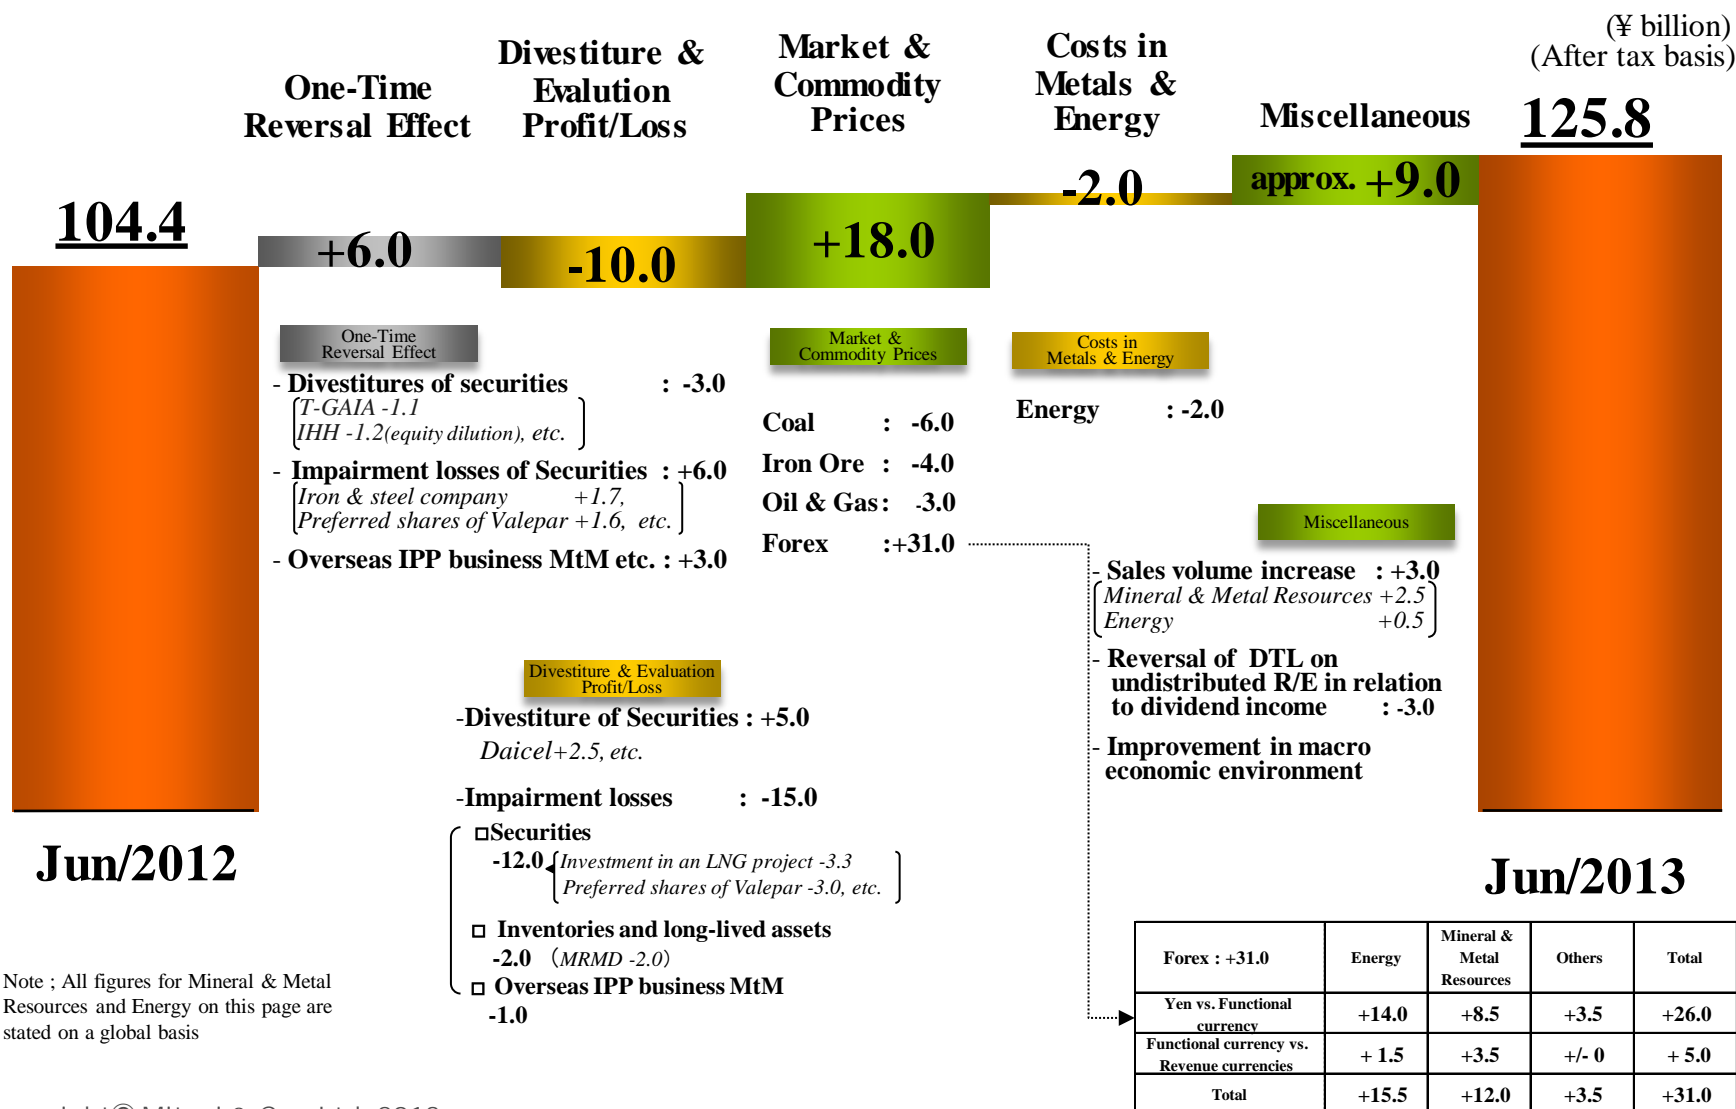 (¥ billion)
(After tax basis)
One-Time
Reversal Effect
Divestiture &
Evalution
Profit/Loss
Market &
Commodity
Prices
Costs in
Metals &
Energy
Miscellaneous
125.8
104.4
+6.0
-10.0
+18.0
-2.0
approx. +9.0
One-Time
Reversal Effect
- Divestitures of securities : -3.0
T-GAIA -1.1
IHH -1.2(equity dilution), etc.
- Impairment losses of Securities : +6.0
Iron & steel company +1.7,
Preferred shares of Valepar +1.6, etc.
- Overseas IPP business MtM etc. : +3.0
Market &
Commodity Prices
Coal : -6.0
Iron Ore : -4.0
Oil & Gas : -3.0
Forex :+31.0
Costs in
Metals & Energy
Energy : -2.0
Miscellaneous
- Sales volume increase : +3.0
Mineral & Metal Resources +2.5
Energy +0.5
- Reversal of DTL on
undistributed R/E in relation
to dividend income : -3.0
- Improvement in macro
economic environment
Divestiture & Evaluation
Profit/Loss
-Divestiture of Securities : +5.0
Daicel+2.5, etc.
-Impairment losses : -15.0
□Securities
-12.0 Investment in an LNG project -3.3
Preferred shares of Valepar -3.0, etc.
□ Inventories and long-lived assets
-2.0 （MRMD -2.0）
□ Overseas IPP business MtM
-1.0
Jun/2012
Jun/2013
Note ; All figures for Mineral & Metal
Resources and Energy on this page are
stated on a global basis
Forex : +31.0 Energy Mineral & Metal Resources Others Total
Yen vs. Functional currency +14.0 +8.5 +3.5 +26.0
Functional currency vs. Revenue currencies + 1.5 +3.5 +/- 0 + 5.0
Total +15.5 +12.0 +3.5 +31.0